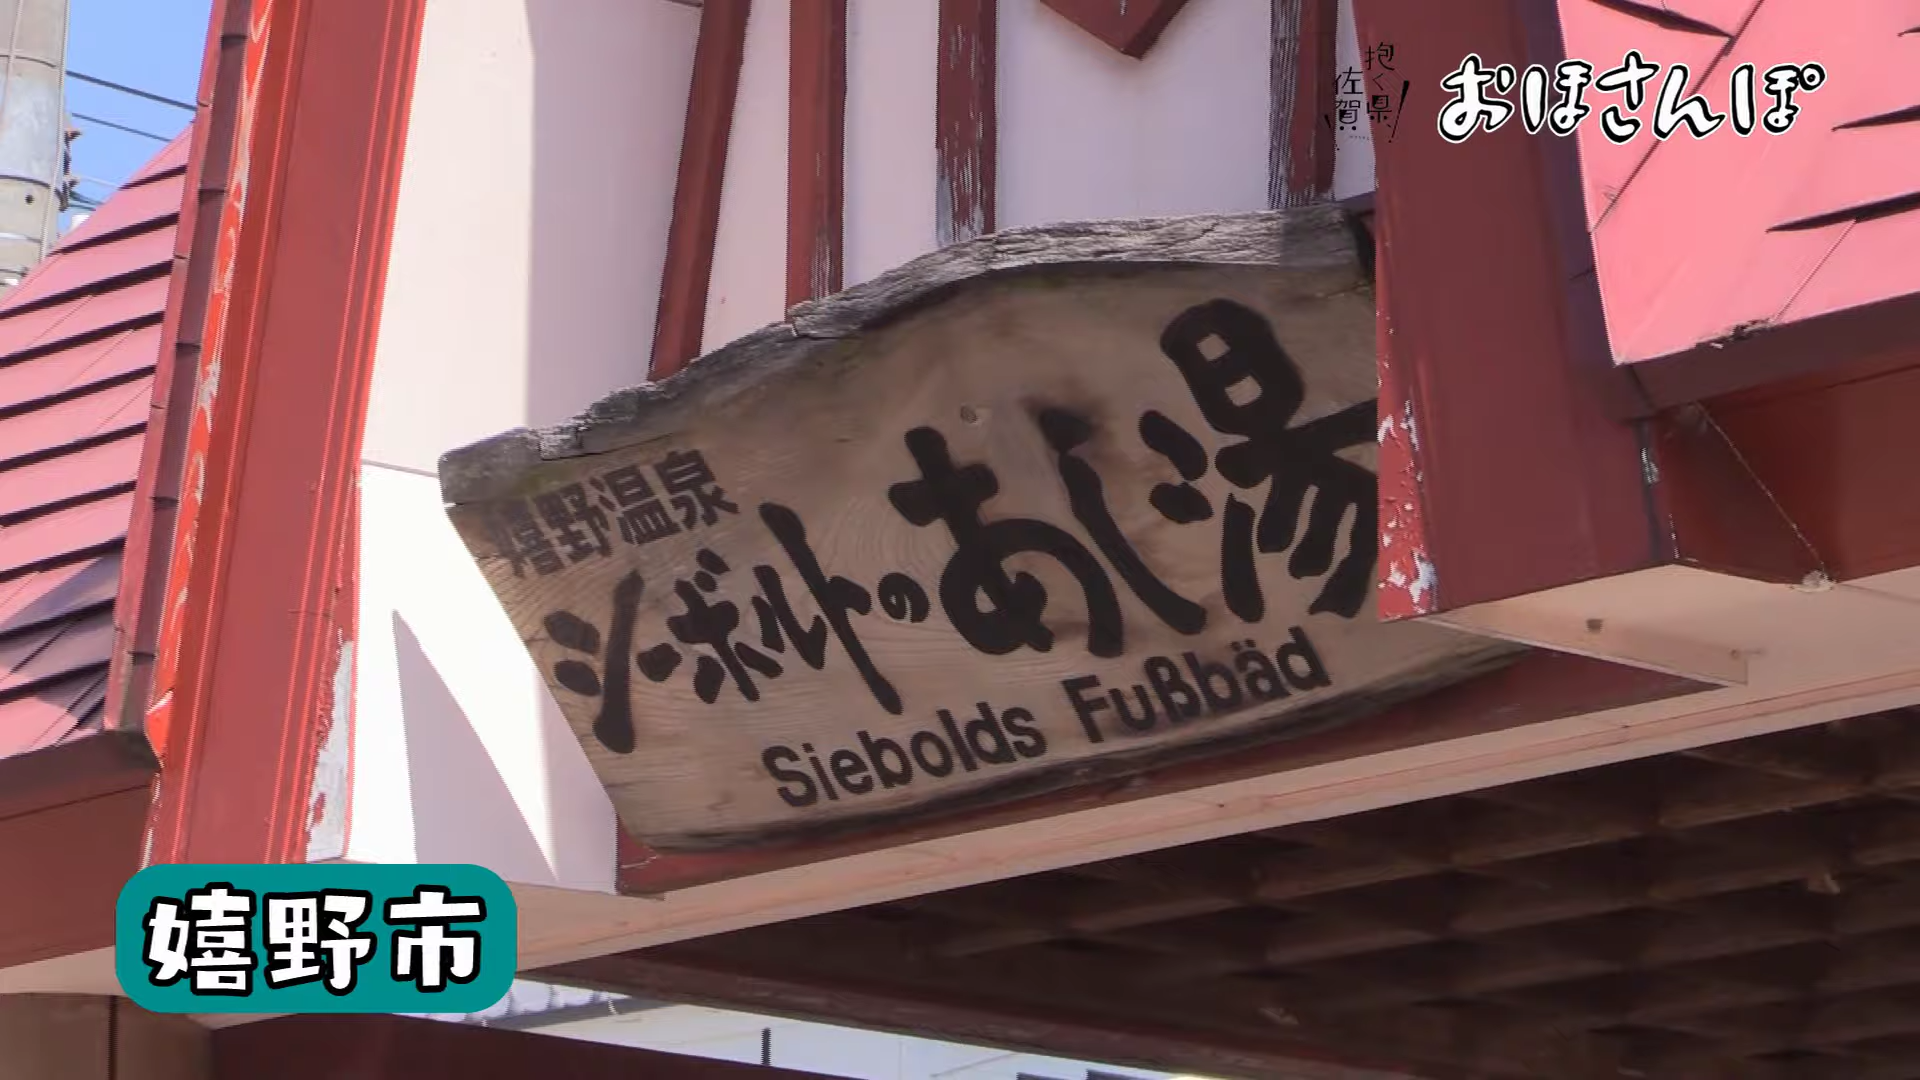 抱くぐ県、
佐賀
おほさんぽ
嬉野温泉
シーボルトのあし湯
Siebolds Fußbäd
嬉野市